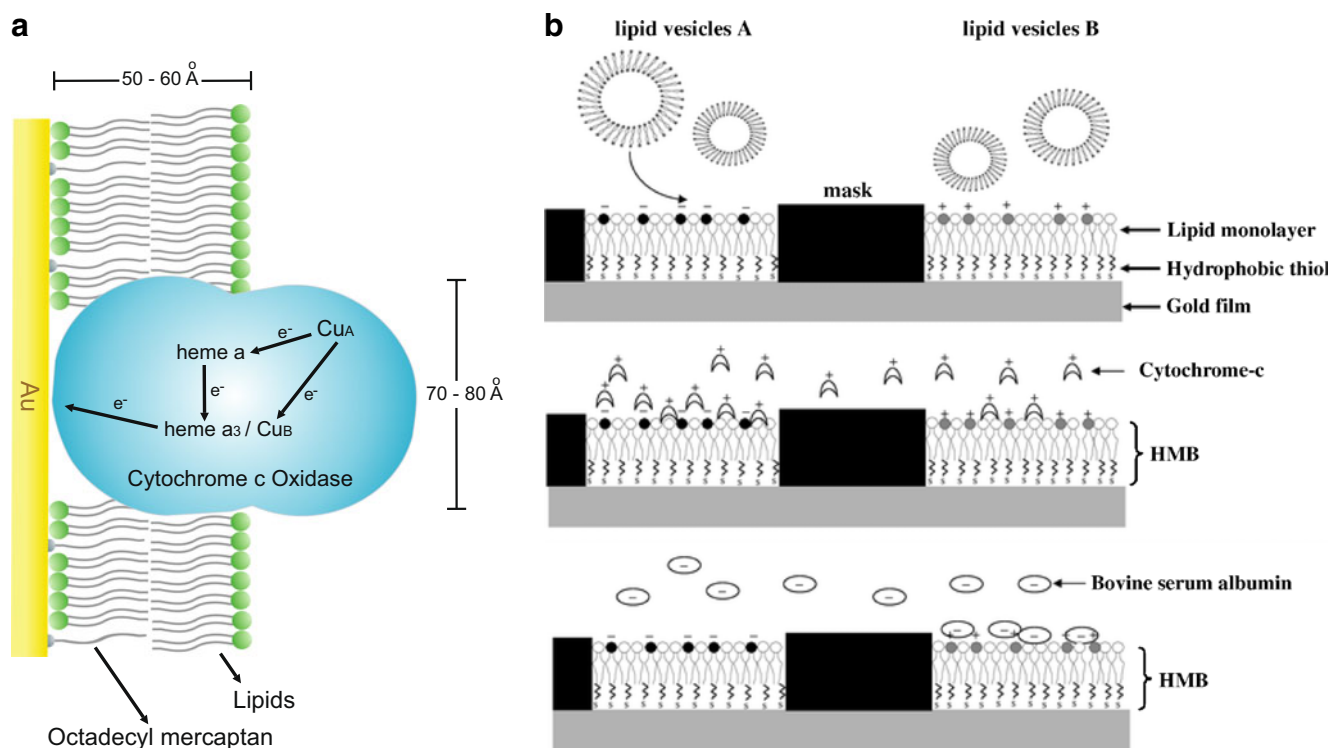 a
50 - 60 Å
Au
CuA
e-
heme a
e-
e-
e-
heme a3 / CuB
Cytochrome c Oxidase
70 - 80 Å
Lipids
Octadecyl mercaptan
b
lipid vesicles A
lipid vesicles B
mask
− − − − −
+ + + + +
Lipid monolayer
Hydrophobic thiol
s s s s s s s s s s s
s s s s s s s s s s s
Gold film
+ + + + + + +
Cytochrome-c
+ + + + + +
− − − − −
+ + + + +
HMB
s s s s s s s s s s s
s s s s s s s s s s s
− − − − − − −
Bovine serum albumin
− − − −
− − − − −
+ + + + +
HMB
s s s s s s s s s s s
s s s s s s s s s s s